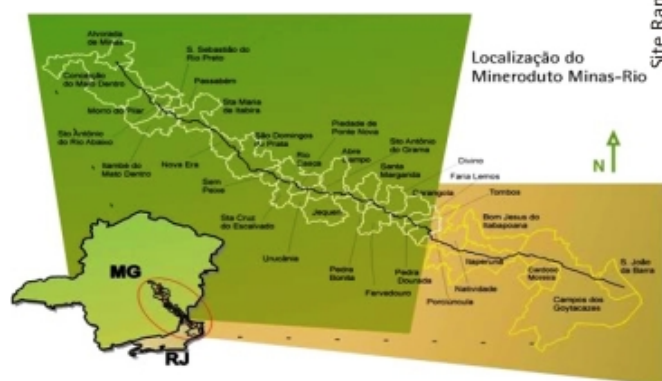 Alvorada
de Minas
S. Sebastião do
Rio Preto
Conceição
do Mato Dentro
Passabém
Morro do Pilar
Sta Maria
de Itabira
Sto Antônio
do Rio Abaixo
Itambé do
Mato Dentro
Nova Era
São Domingos
do Prata
Rio
Casca
Piedade de
Ponte Nova
Abre
Campo
Sto Antônio
do Grama
Santa
Margarida
Divino
Faria Lemos
Carangola
Tombos
Sem
Peixe
Sta Cruz
do Escalvado
Jequeri
Urucânia
Pedra
Bonita
Fervedouro
Pedra
Dourada
Porciúncula
Natividade
Itaperuna
Bom Jesus do
Itabapoana
Cardoso
Moreira
S. João
da Barra
Campos dos
Goytacazes
Localização do
Mineroduto Minas-Rio
N
MG
RJ